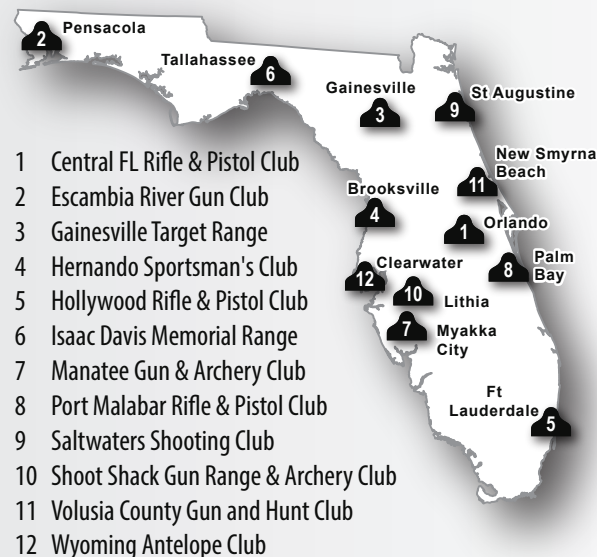 Pensacola
2
Tallahassee
6
Gainesville
3
St Augustine
9
New Smyrna
Beach
11
Brooksville
4
Orlando
1
Clearwater
12
Palm
Bay
8
10
Lithia
7
Myakka
City
Ft
Lauderdale
5
1 Central FL Rifle & Pistol Club
2 Escambia River Gun Club
3 Gainesville Target Range
4 Hernando Sportsman's Club
5 Hollywood Rifle & Pistol Club
6 Isaac Davis Memorial Range
7 Manatee Gun & Archery Club
8 Port Malabar Rifle & Pistol Club
9 Saltwaters Shooting Club
10 Shoot Shack Gun Range & Archery Club
11 Volusia County Gun and Hunt Club
12 Wyoming Antelope Club